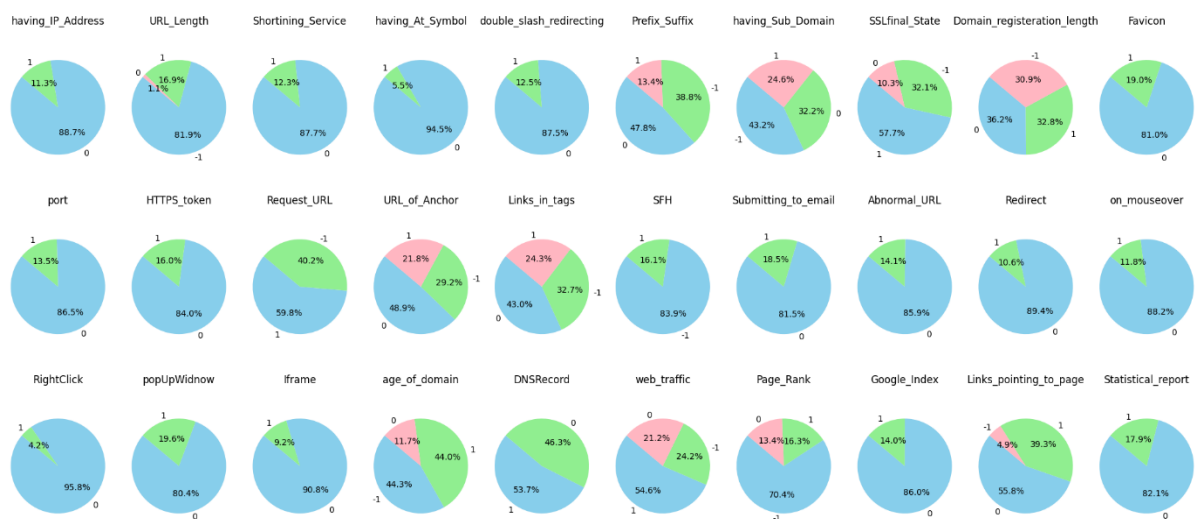 having_IP_Address URL_Length Shortining_Service having_At_Symbol double_slash_redirecting Prefix_Suffix having_Sub_Domain SSLfinal_State Domain_registeration_length Favicon
1 11.3% 88.7% 0
1 0 16.9% 1.1% 81.9% -1
1 12.3% 87.7% 0
1 5.5% 94.5% 0
1 12.5% 87.5% 0
1 13.4% 38.8% -1 47.8% 0
1 24.6% 32.2% 0 43.2% -1
0 10.3% 32.1% -1 57.7% 1
-1 30.9% 36.2% 0 32.8% 1
1 19.0% 81.0% 0
port HTTPS_token Request_URL URL_of_Anchor Links_in_tags SFH Submitting_to_email Abnormal_URL Redirect on_mouseover
1 13.5% 86.5% 0
1 16.0% 84.0% 0
-1 40.2% 59.8% 1
1 21.8% 29.2% -1 48.9% 0
1 24.3% 32.7% -1 43.0% 0
1 16.1% 83.9% -1
1 18.5% 81.5% 0
1 14.1% 85.9% 0
1 10.6% 89.4% 0
1 11.8% 88.2% 0
RightClick popUpWidnow Iframe age_of_domain DNSRecord web_traffic Page_Rank Google_Index Links_pointing_to_page Statistical_report
1 4.2% 95.8% 0
1 19.6% 80.4% 0
1 9.2% 90.8% 0
0 11.7% 44.0% 1 44.3% -1
0 46.3% 53.7% 1
0 21.2% 24.2% -1 54.6% 1
0 13.4% 16.3% 1 70.4% -1
1 14.0% 86.0% 0
-1 4.9% 39.3% 1 55.8% 0
1 17.9% 82.1% 0